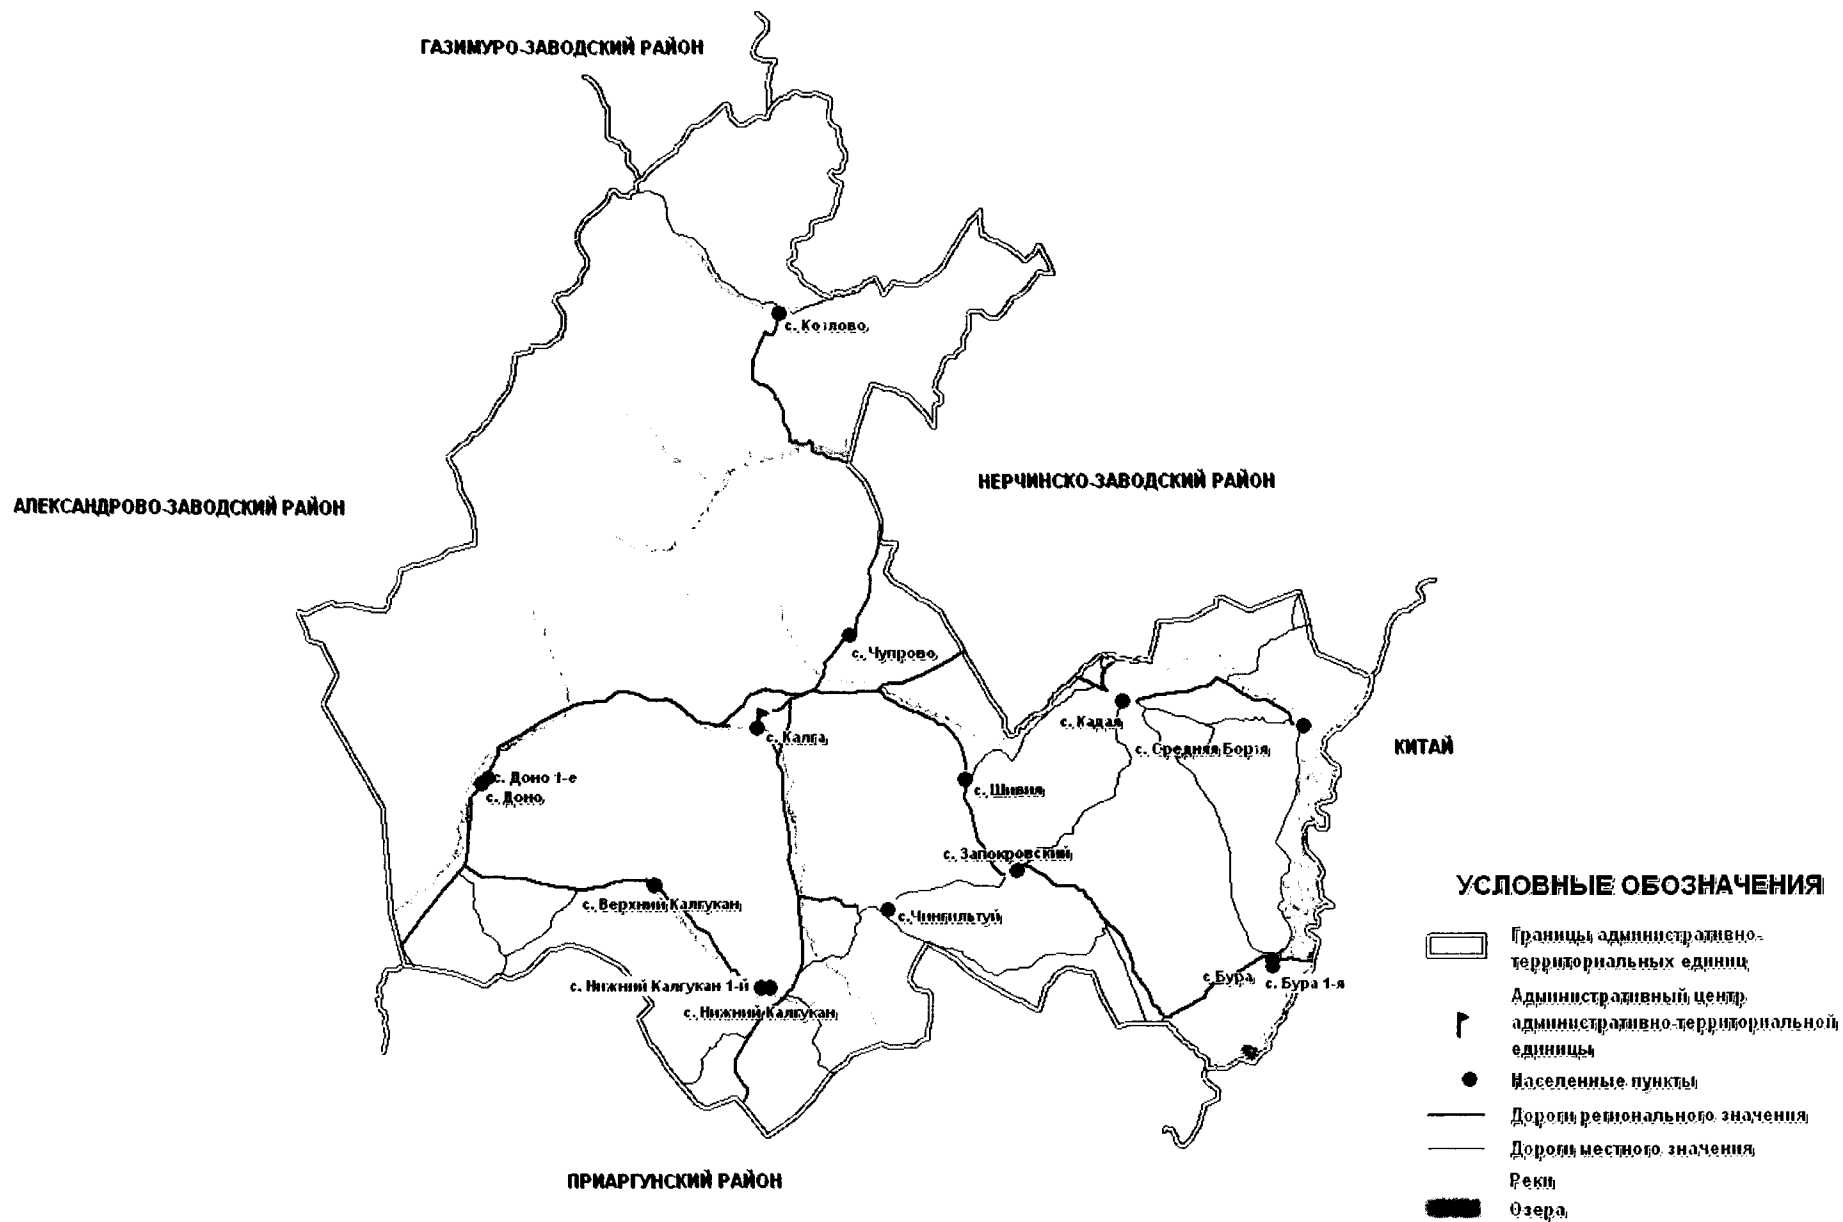 ГАЗИМУРО-ЗАВОДСКИЙ РАЙОН
с. Козлово
НЕРЧИНСКО-ЗАВОДСКИЙ РАЙОН
АЛЕКСАНДРОВО-ЗАВОДСКИЙ РАЙОН
с. Чупрово
с. Кадая
с. Калга
с. Средняя Борзя
КИТАЙ
с. Доно 1-е
с. Доно
с. Шивия
с. Запокровский
с. Верхний Калгукан
с. Чингильтуй
с. Бура
с. Бура 1-я
с. Нижний Калгукан 1-й
с. Нижний Калгукан
ПРИАРГУНСКИЙ РАЙОН
УСЛОВНЫЕ ОБОЗНАЧЕНИЯ
Границы административно-
территориальных единиц
Административный центр
административно-территориальной
единицы
Населенные пункты
Дороги регионального значения
Дороги местного значения
Реки
Озера